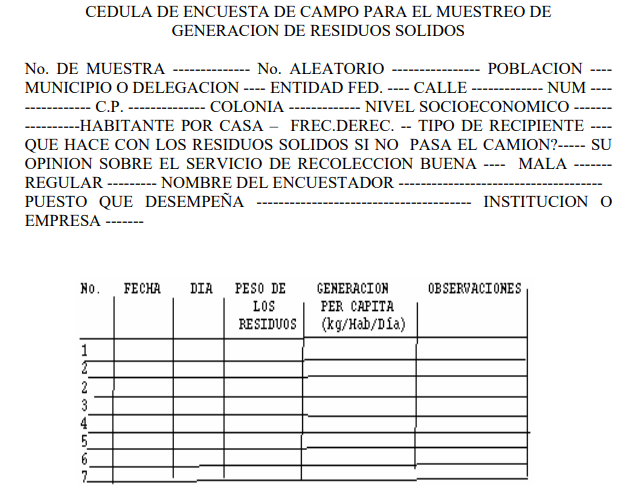 CEDULA DE ENCUESTA DE CAMPO PARA EL MUESTREO DE
GENERACION DE RESIDUOS SOLIDOS
No. DE MUESTRA -------------- No. ALEATORIO ---------------- POBLACION ----
MUNICIPIO O DELEGACION ---- ENTIDAD FED. ---- CALLE ------------- NUM ----
------------ C.P. -------------- COLONIA ------------- NIVEL SOCIOECONOMICO -------
----------HABITANTE POR CASA – FREC.DEREC. -- TIPO DE RECIPIENTE ----
QUE HACE CON LOS RESIDUOS SOLIDOS SI NO PASA EL CAMION?----- SU
OPINION SOBRE EL SERVICIO DE RECOLECCION BUENA ---- MALA -------
REGULAR --------- NOMBRE DEL ENCUESTADOR -------------------------------------
PUESTO QUE DESEMPEÑA --------------------------------------- INSTITUCION O
EMPRESA -------
No. FECHA DIA PESO DE GENERACION OBSERVACIONES
LOS PER CAPITA
RESIDUOS (kg/Hab/Día)
1
2
2
3
4
5
6
7